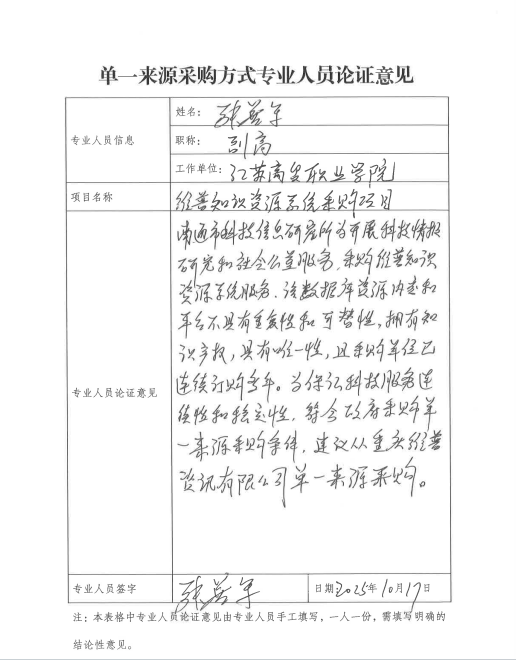 单一来源采购方式专业人员论证意见
专业人员信息
姓名：张
职称：副高
工作单位：江苏商贸职业学院
项目名称
维普知识资源系统采购项目
专业人员论证意见
南通市科技信息研究所为开展科技情报
研究和社会公益服务，采购维普知识
资源系统服务。该数据库资源内容和
平台不具有重复性和可替性，拥有知
识产权，具有唯一性，且采购单位已
连续订购多年。为保证科技服务连
续性和稳定性，符合政府采购单
一来源采购条件，建议从重庆维普
资讯有限公司单一来源采购。
专业人员签字
张
日期2025年10月17日
注：本表格中专业人员论证意见由专业人员手工填写，一人一份，需填写明确的
结论性意见。